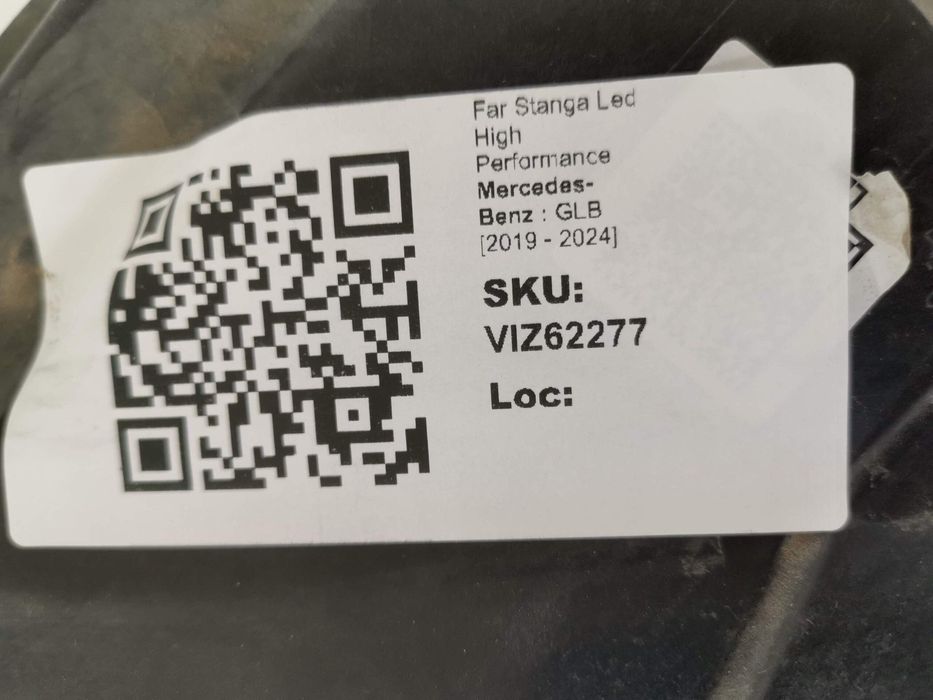 Far Stanga Led
High
Performance
Mercedes-
Benz : GLB
[2019 - 2024]
SKU:
VIZ62277
Loc: